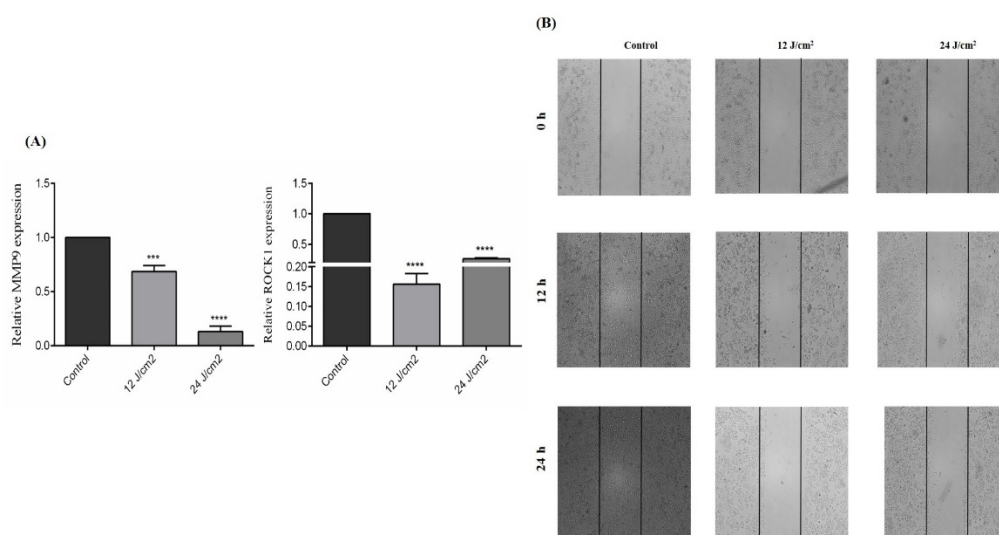 (A)
Relative MMP9 expression
1.5
1.0
0.5
0.0
***
****
Control
12 J/cm2
24 J/cm2
Relative ROCK1 expression
1.5
1.0
0.5
0.20
0.15
0.10
0.05
0.00
****
****
Control
12 J/cm2
24 J/cm2
(B)
Control 12 J/cm² 24 J/cm²
0 h
12 h
24 h